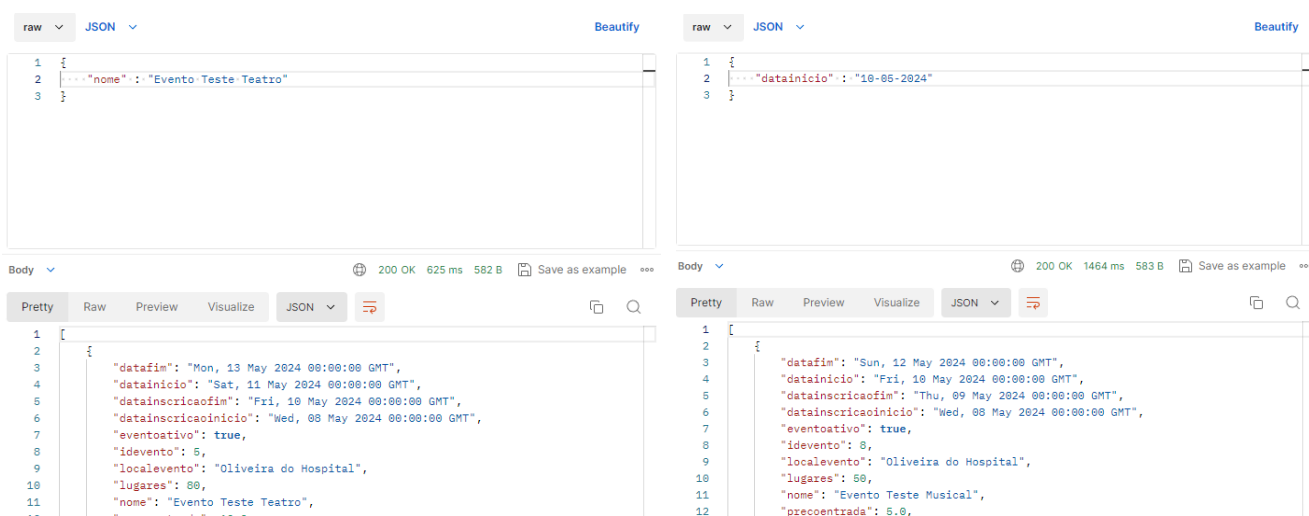 raw JSON Beautify
1 {
2 "nome" : "Evento Teste Teatro"
3 }
Body 200 OK 625 ms 582 B Save as example
Pretty Raw Preview Visualize JSON
1 [
2 {
3 "datafim": "Mon, 13 May 2024 00:00:00 GMT",
4 "datainicio": "Sat, 11 May 2024 00:00:00 GMT",
5 "datainscricaofim": "Fri, 10 May 2024 00:00:00 GMT",
6 "datainscricaoinicio": "Wed, 08 May 2024 00:00:00 GMT",
7 "eventoativo": true,
8 "idevento": 5,
9 "localevento": "Oliveira do Hospital",
10 "lugares": 80,
11 "nome": "Evento Teste Teatro",
raw JSON Beautify
1 {
2 "datainicio" : "10-05-2024"
3 }
Body 200 OK 1464 ms 583 B Save as example
Pretty Raw Preview Visualize JSON
1 [
2 {
3 "datafim": "Sun, 12 May 2024 00:00:00 GMT",
4 "datainicio": "Fri, 10 May 2024 00:00:00 GMT",
5 "datainscricaofim": "Thu, 09 May 2024 00:00:00 GMT",
6 "datainscricaoinicio": "Wed, 08 May 2024 00:00:00 GMT",
7 "eventoativo": true,
8 "idevento": 8,
9 "localevento": "Oliveira do Hospital",
10 "lugares": 50,
11 "nome": "Evento Teste Musical",
12 "precoentrada": 5.0,